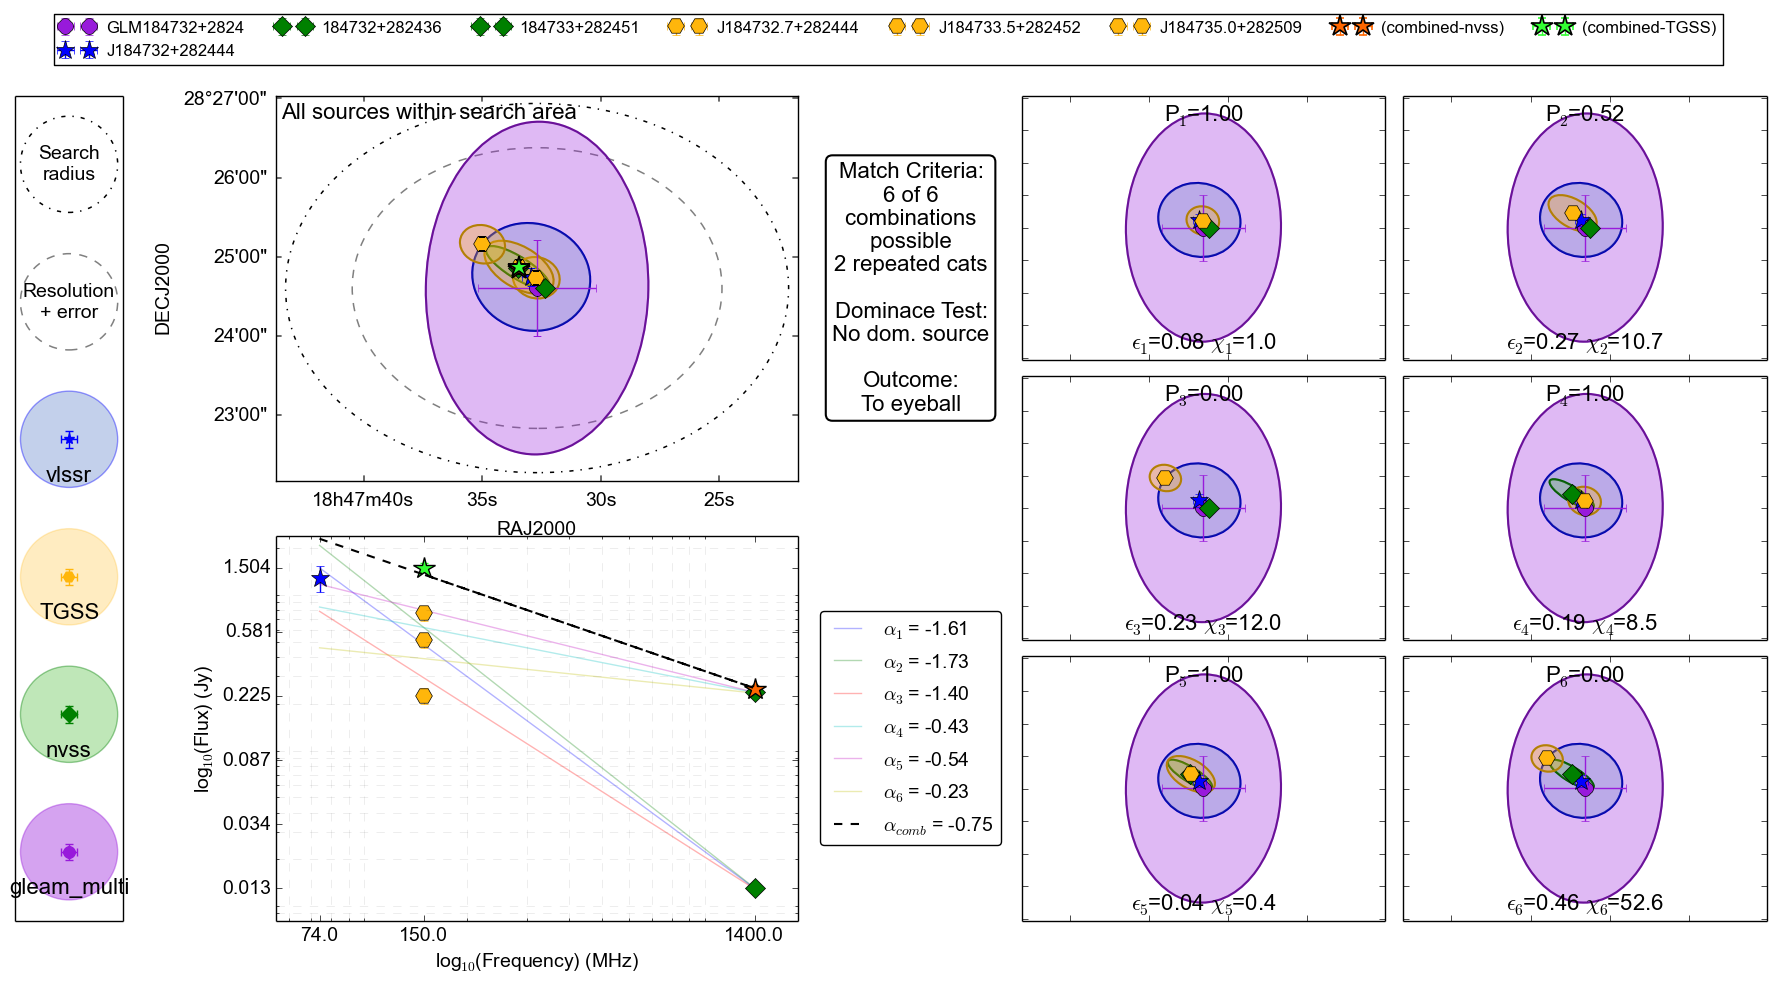 GLM184732+2824
184732+282436
184733+282451
J184732.7+282444
J184733.5+282452
J184735.0+282509
(combined-nvss)
(combined-TGSS)
J184732+282444
Search
radius
Resolution
+ error
vlssr
TGSS
nvss
gleam_multi
All sources within search area
28°27'00"
26'00"
25'00"
24'00"
23'00"
DECJ2000
18h47m40s
35s
30s
25s
RAJ2000
Match Criteria:
6 of 6
combinations
possible
2 repeated cats
Dominace Test:
No dom. source
Outcome:
To eyeball
1.504
0.581
0.225
0.087
0.034
0.013
log10(Flux) (Jy)
74.0
150.0
1400.0
log10(Frequency) (MHz)
α1 = -1.61
α2 = -1.73
α3 = -1.40
α4 = -0.43
α5 = -0.54
α6 = -0.23
αcomb = -0.75
P1=1.00
ϵ1=0.08 χ1=1.0
P2=0.52
ϵ2=0.27 χ2=10.7
P3=0.00
ϵ3=0.23 χ3=12.0
P4=1.00
ϵ4=0.19 χ4=8.5
P5=1.00
ϵ5=0.04 χ5=0.4
P6=0.00
ϵ6=0.46 χ6=52.6